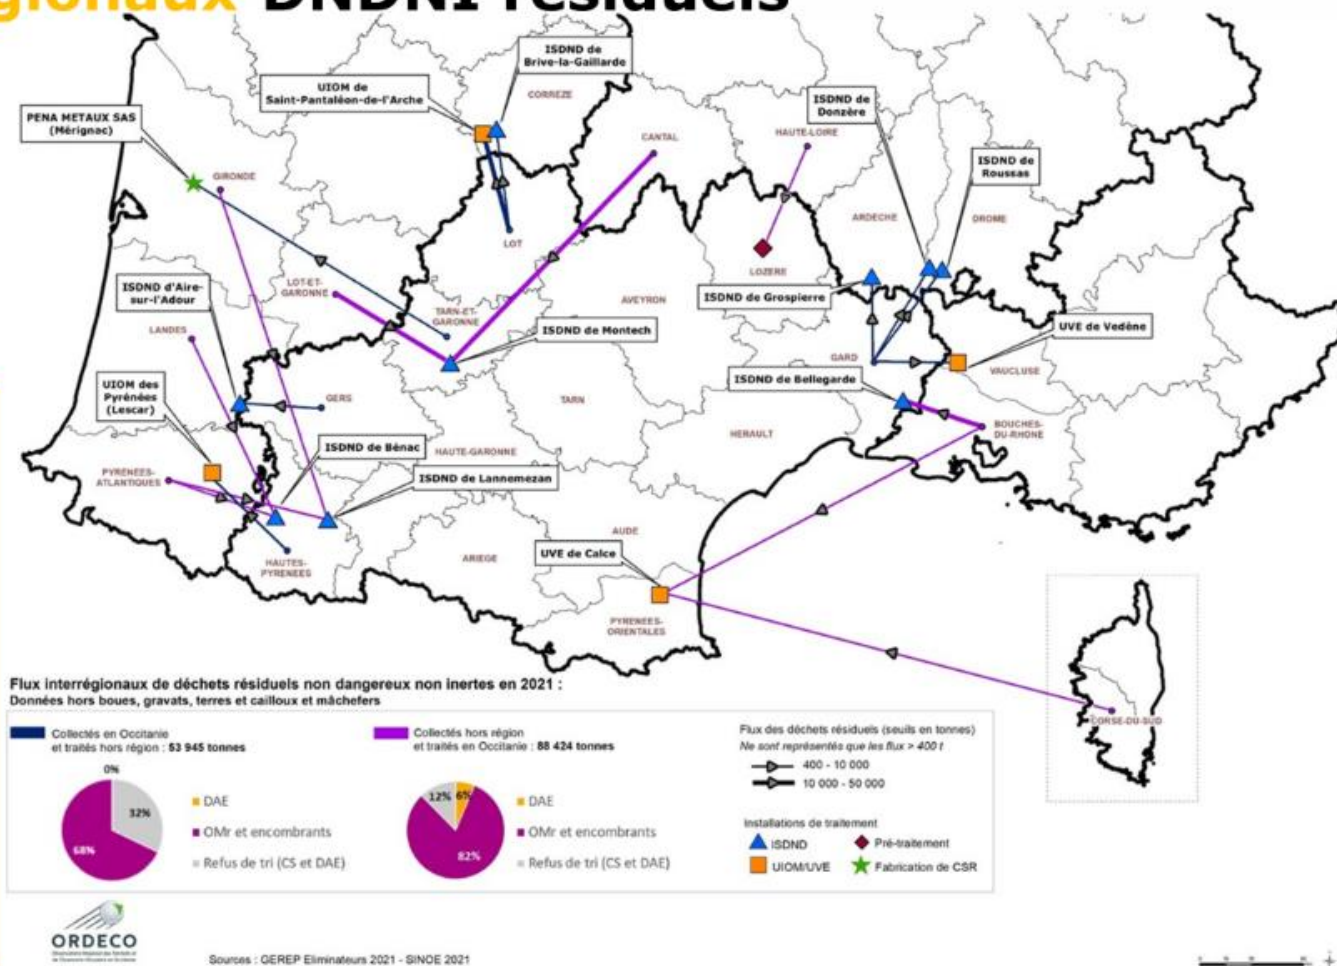 gionaux DNDNI résiduels
ISDND de
Brive-la-Gaillarde
UIOM de
Saint-Pantaléon-de-l'Arche
CORREZE
PENA METAUX SAS
(Mérignac)
ISDND de
Donzère
CANTAL
HAUTE-LOIRE
ISDND de
Roussas
GIRONDE
ARDECHE
DROME
LOT
ISDND d'Aire-
sur-l'Adour
LOT-ET-
GARONNE
LOZERE
ISDND de Grospierre
AVEYRON
TARN-ET-
GARONNE
LANDES
ISDND de Montech
UVE de Vedène
GARD
VAUCLUSE
UIOM des
Pyrénées
(Lescar)
ISDND de Bellegarde
GERS
TARN
BOUCHES-
DU-RHONE
HERAULT
ISDND de Bénac
HAUTE-GARONNE
PYRENEES-
ATLANTIQUES
ISDND de Lannemezan
AUDE
UVE de Calce
ARIEGE
HAUTES-
PYRENEES
PYRENEES-
ORIENTALES
CORSE-DU-SUD
Flux interrégionaux de déchets résiduels non dangereux non inertes en 2021 :
Données hors boues, gravats, terres et cailloux et mâchefers
Collectés en Occitanie
et traités hors région : 53 945 tonnes
0%
32%
68%
DAE
OMr et encombrants
Refus de tri (CS et DAE)
Collectés hors région
et traités en Occitanie : 88 424 tonnes
12%
6%
82%
DAE
OMr et encombrants
Refus de tri (CS et DAE)
Flux des déchets résiduels (seuils en tonnes)
Ne sont représentés que les flux > 400 t
400 - 10 000
10 000 - 50 000
Installations de traitement
ISDND
Pré-traitement
UIOM/UVE
Fabrication de CSR
ORDECO
Sources : GEREP Eliminateurs 2021 - SINOE 2021